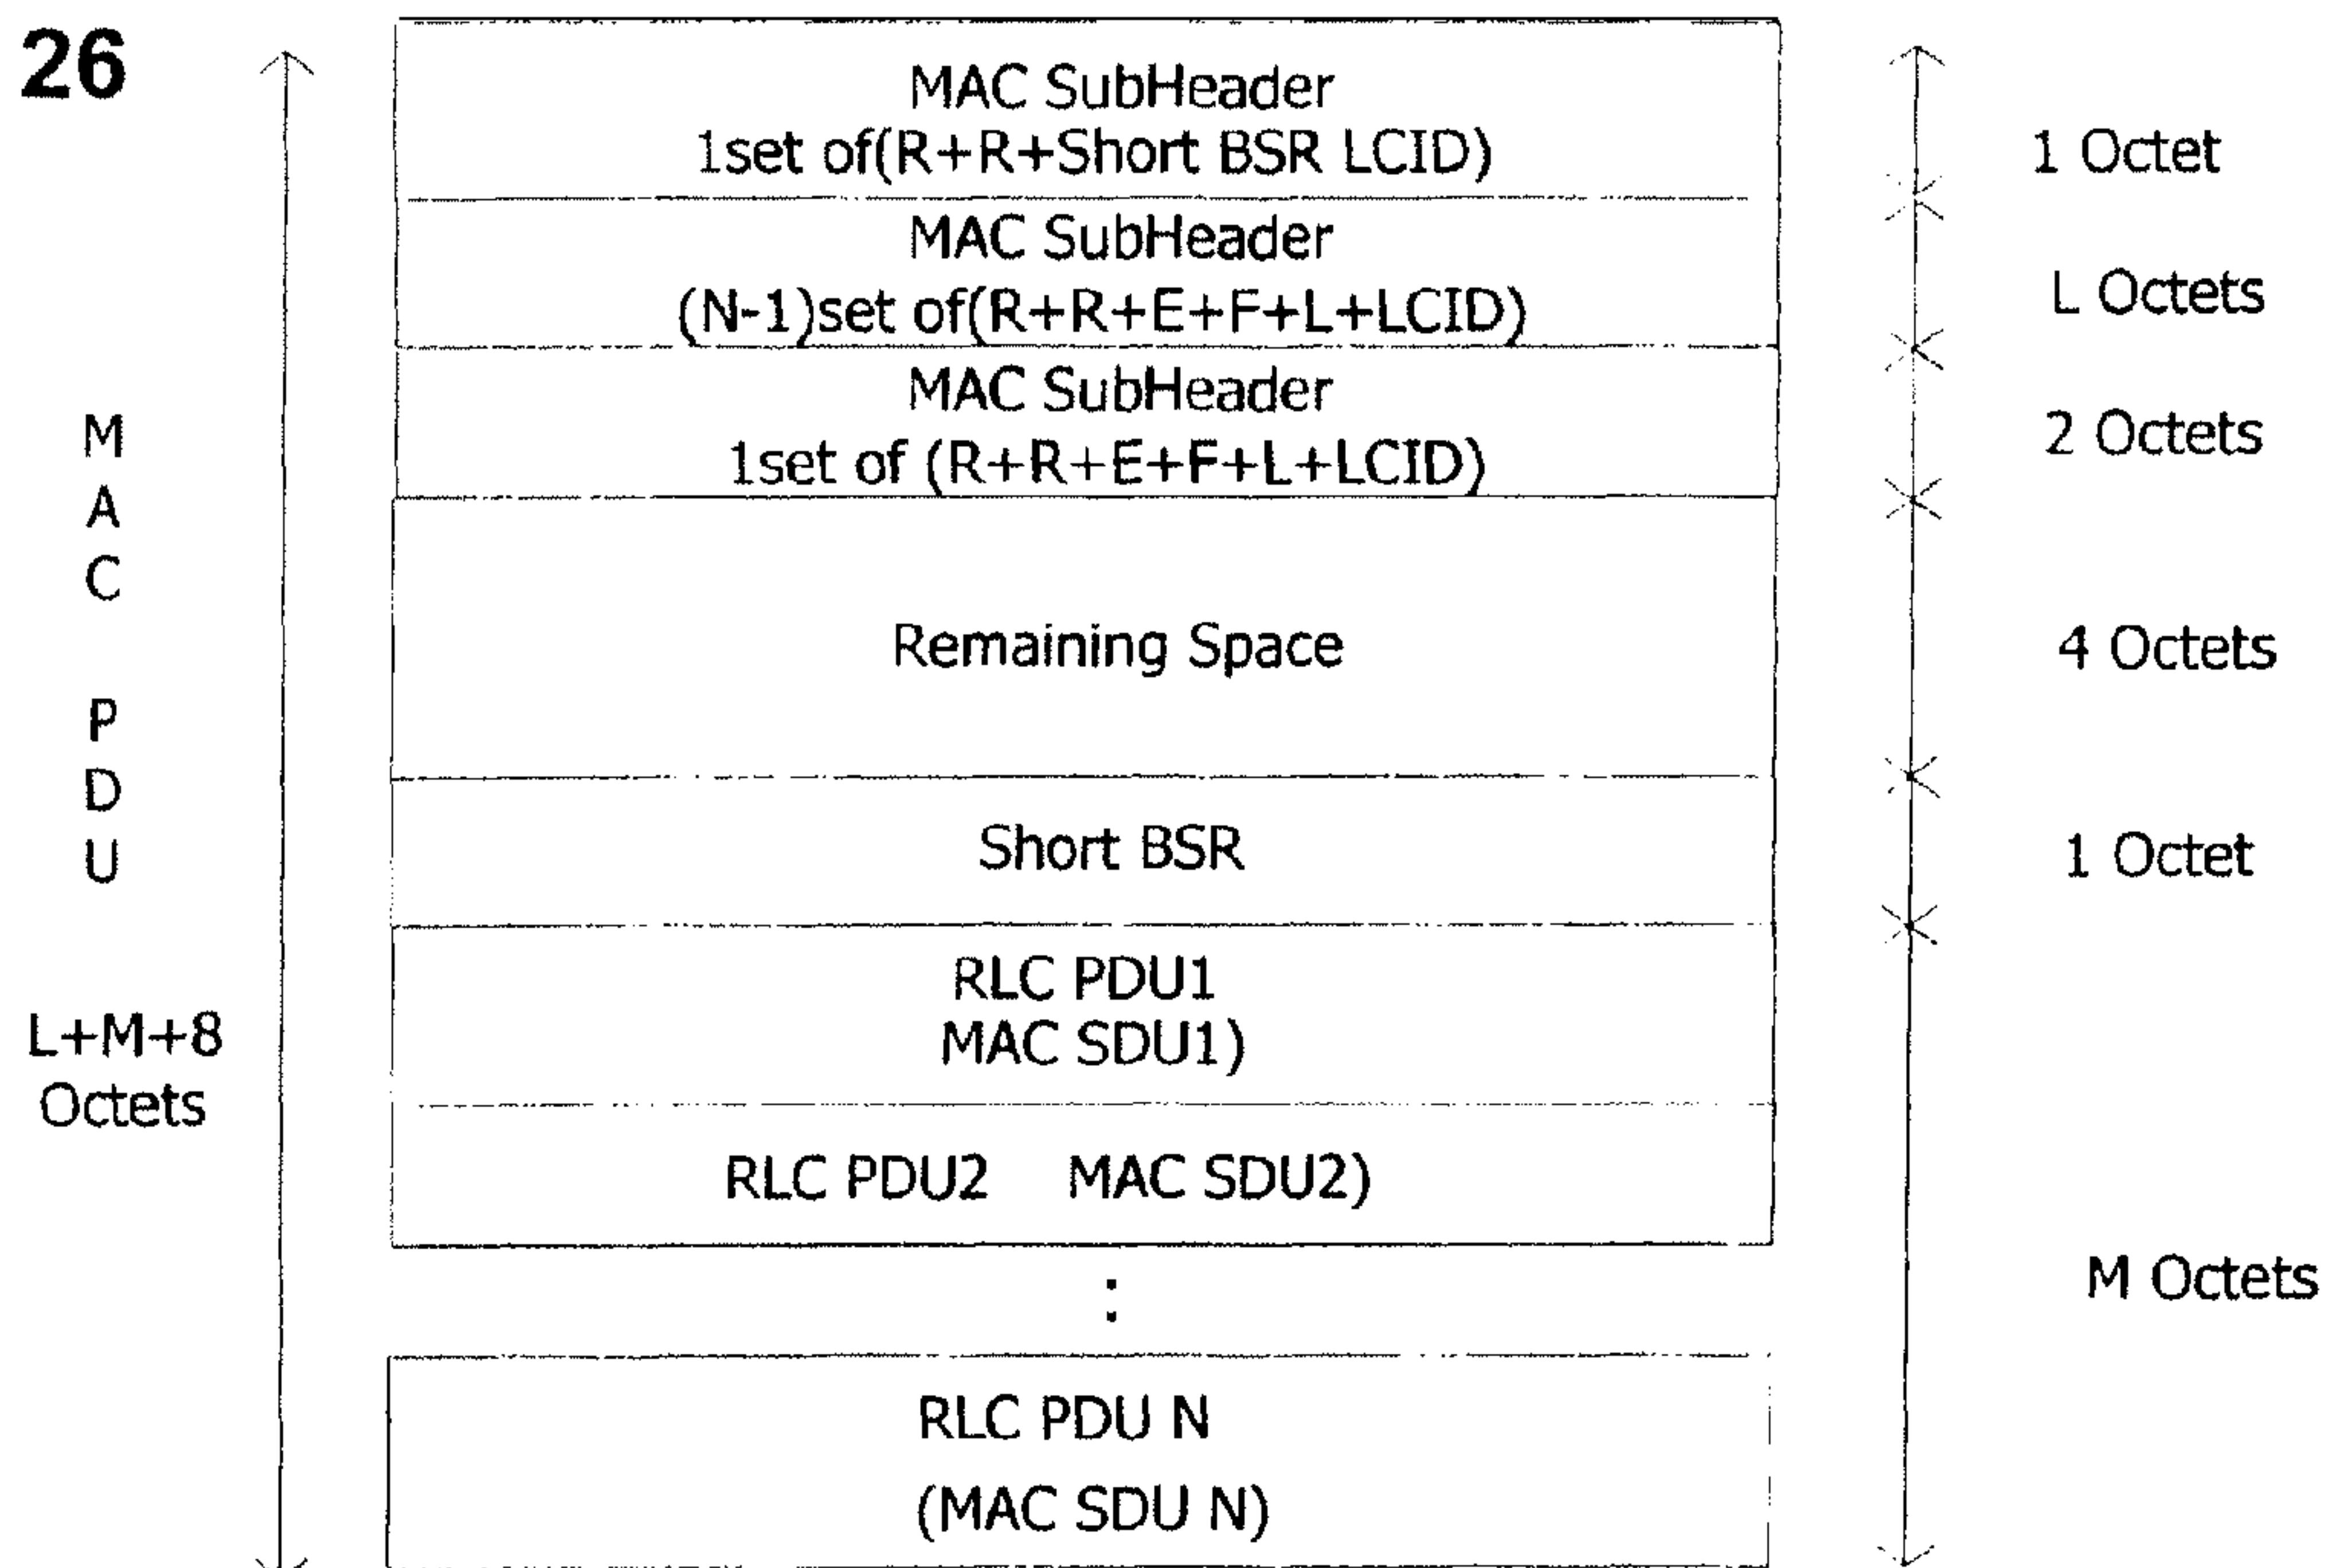 26
MAC SubHeader
1set of(R+R+Short BSR LCID)
1 Octet
MAC SubHeader
(N-1)set of(R+R+E+F+L+LCID)
L Octets
MAC SubHeader
1set of (R+R+E+F+L+LCID)
2 Octets
MAC PDU
Remaining Space
4 Octets
Short BSR
1 Octet
L+M+8
Octets
RLC PDU1
MAC SDU1)
RLC PDU2 MAC SDU2)
:
M Octets
RLC PDU N
(MAC SDU N)